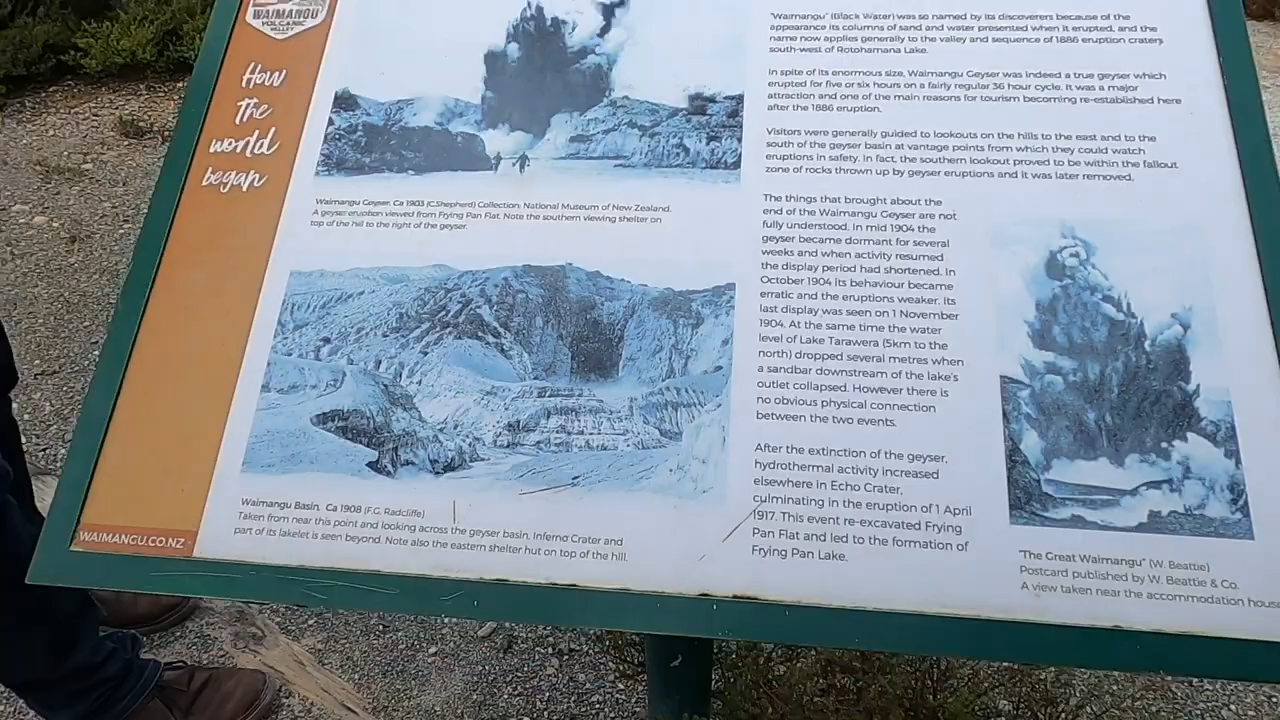 WAIMANGU
VOLCANIC
VALLEY
How
The
world
began
WAIMANGU.CO.NZ
Waimangu Geyser. Ca 1903 (C.Shepherd) Collection: National Museum of New Zealand.
A geyser eruption viewed from Frying Pan Flat. Note the southern viewing shelter on
top of the hill to the right of the geyser.
Waimangu Basin. Ca 1908 (F.G. Radcliffe)
Taken from near this point and looking across the geyser basin, Inferno Crater and
part of its lakelet is seen beyond. Note also the eastern shelter hut on top of the hill.
"Waimangu" (Black Water) was so named by its discoverers because of the
appearance its columns of sand and water presented when it erupted, and the
name now applies generally to the valley and sequence of 1886 eruption craters
south-west of Rotohamana Lake.
In spite of its enormous size, Waimangu Geyser was indeed a true geyser which
erupted for five or six hours on a fairly regular 36 hour cycle. It was a major
attraction and one of the main reasons for tourism becoming re-established here
after the 1886 eruption.
Visitors were generally guided to lookouts on the hills to the east and to the
south of the geyser basin at vantage points from which they could watch
eruptions in safety. In fact, the southern lookout proved to be within the fallout
zone of rocks thrown up by geyser eruptions and it was later removed.
The things that brought about the
end of the Waimangu Geyser are not
fully understood. In mid 1904 the
geyser became dormant for several
weeks and when activity resumed
the display period had shortened. In
October 1904 its behaviour became
erratic and the eruptions weaker. Its
last display was seen on 1 November
1904. At the same time the water
level of Lake Tarawera (5km to the
north) dropped several metres when
a sandbar downstream of the lake's
outlet collapsed. However there is
no obvious physical connection
between the two events.
After the extinction of the geyser,
hydrothermal activity increased
elsewhere in Echo Crater,
culminating in the eruption of 1 April
1917. This event re-excavated Frying
Pan Flat and led to the formation of
Frying Pan Lake.
"The Great Waimangu" (W. Beattie)
Postcard published by W. Beattie & Co.
A view taken near the accommodation house